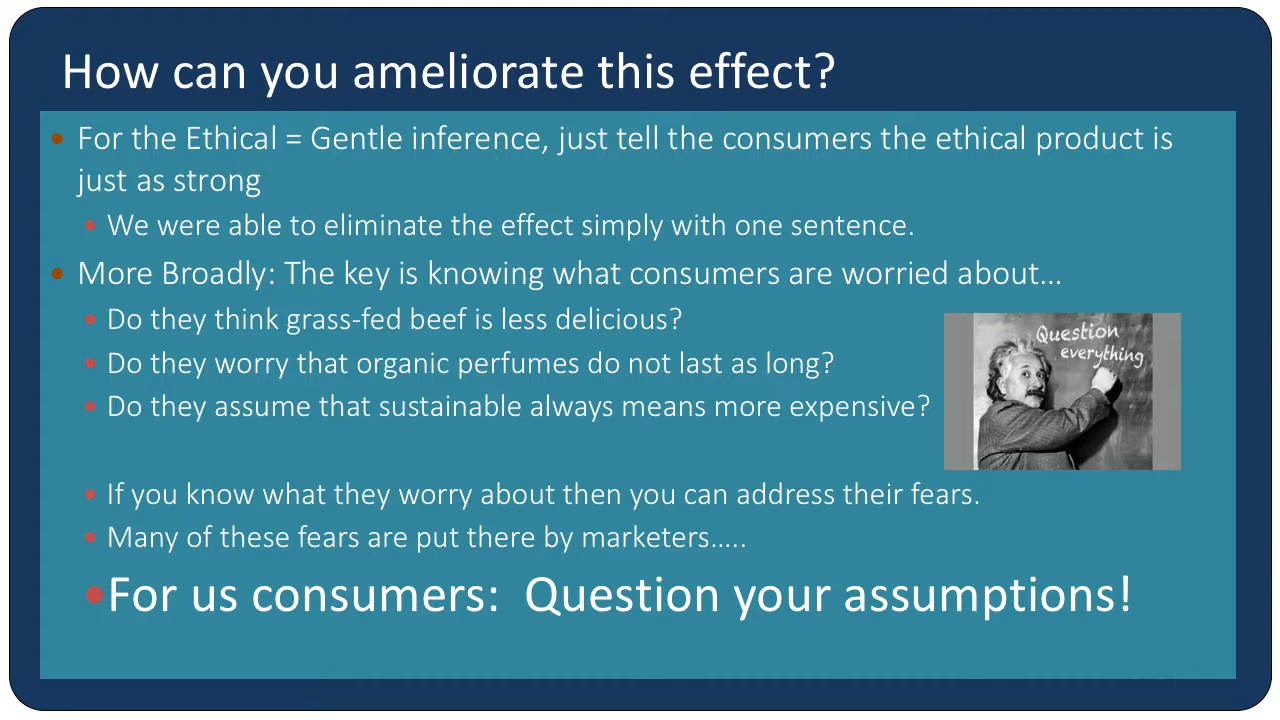 How can you ameliorate this effect?
• For the Ethical = Gentle inference, just tell the consumers the ethical product is
just as strong
• We were able to eliminate the effect simply with one sentence.
• More Broadly: The key is knowing what consumers are worried about…
• Do they think grass-fed beef is less delicious?
• Do they worry that organic perfumes do not last as long?
• Do they assume that sustainable always means more expensive?
Question
everything
• If you know what they worry about then you can address their fears.
• Many of these fears are put there by marketers…..
• For us consumers:  Question your assumptions!